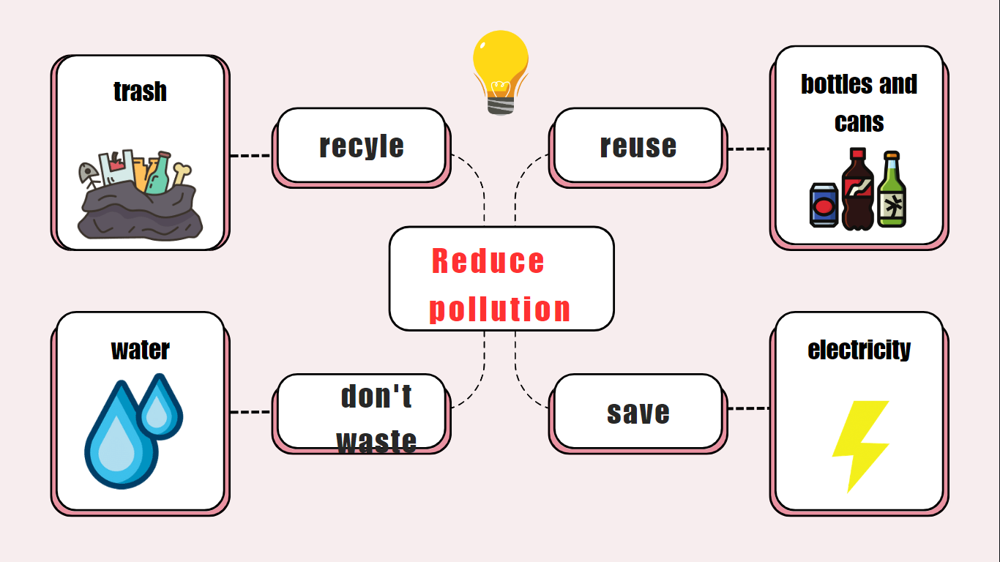 trash
recyle
reuse
bottles and
cans
Reduce
pollution
water
don't
waste
save
electricity